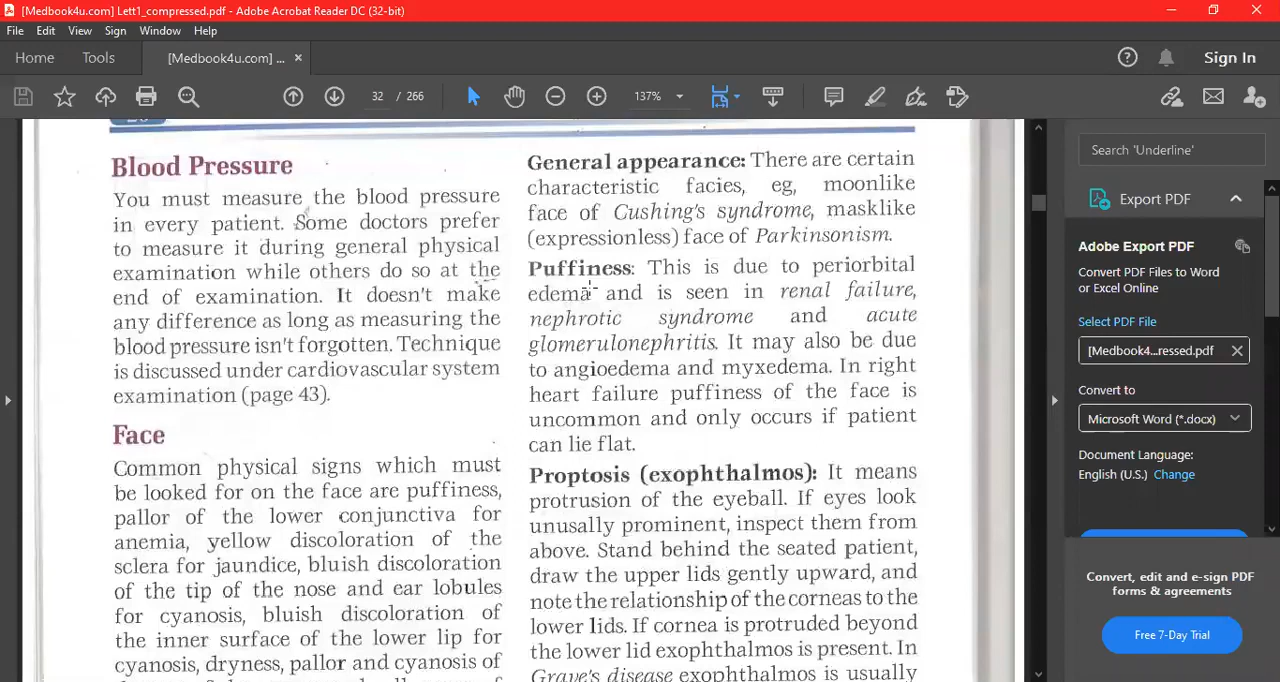 [Medbook4u.com] Lett1_compressed.pdf - Adobe Acrobat Reader DC (32-bit)
File Edit View Sign Window Help
Home Tools [Medbook4u.com] ... × Sign In
32 / 266 137%
Blood Pressure
You must measure the blood pressure
in every patient. Some doctors prefer
to measure it during general physical
examination while others do so at the
end of examination. It doesn't make
any difference as long as measuring the
blood pressure isn't forgotten. Technique
is discussed under cardiovascular system
examination (page 43).
Face
Common physical signs which must
be looked for on the face are puffiness,
pallor of the lower conjunctiva for
anemia, yellow discoloration of the
sclera for jaundice, bluish discoloration
of the tip of the nose and ear lobules
for cyanosis, bluish discoloration of
the inner surface of the lower lip for
cyanosis, dryness, pallor and cyanosis of
General appearance: There are certain
characteristic facies, eg, moonlike
face of Cushing's syndrome, masklike
(expressionless) face of Parkinsonism.
Puffiness: This is due to periorbital
edema and is seen in renal failure,
nephrotic syndrome and acute
glomerulonephritis. It may also be due
to angioedema and myxedema. In right
heart failure puffiness of the face is
uncommon and only occurs if patient
can lie flat.
Proptosis (exophthalmos): It means
protrusion of the eyeball. If eyes look
unusally prominent, inspect them from
above. Stand behind the seated patient,
draw the upper lids gently upward, and
note the relationship of the corneas to the
lower lids. If cornea is protruded beyond
the lower lid exophthalmos is present. In
Grave's disease exophthalmos is usually
Search 'Underline'
Export PDF
Adobe Export PDF
Convert PDF Files to Word
or Excel Online
Select PDF File
[Medbook4...ressed.pdf ×
Convert to
Microsoft Word (*.docx)
Document Language:
English (U.S.) Change
Convert, edit and e-sign PDF
forms & agreements
Free 7-Day Trial